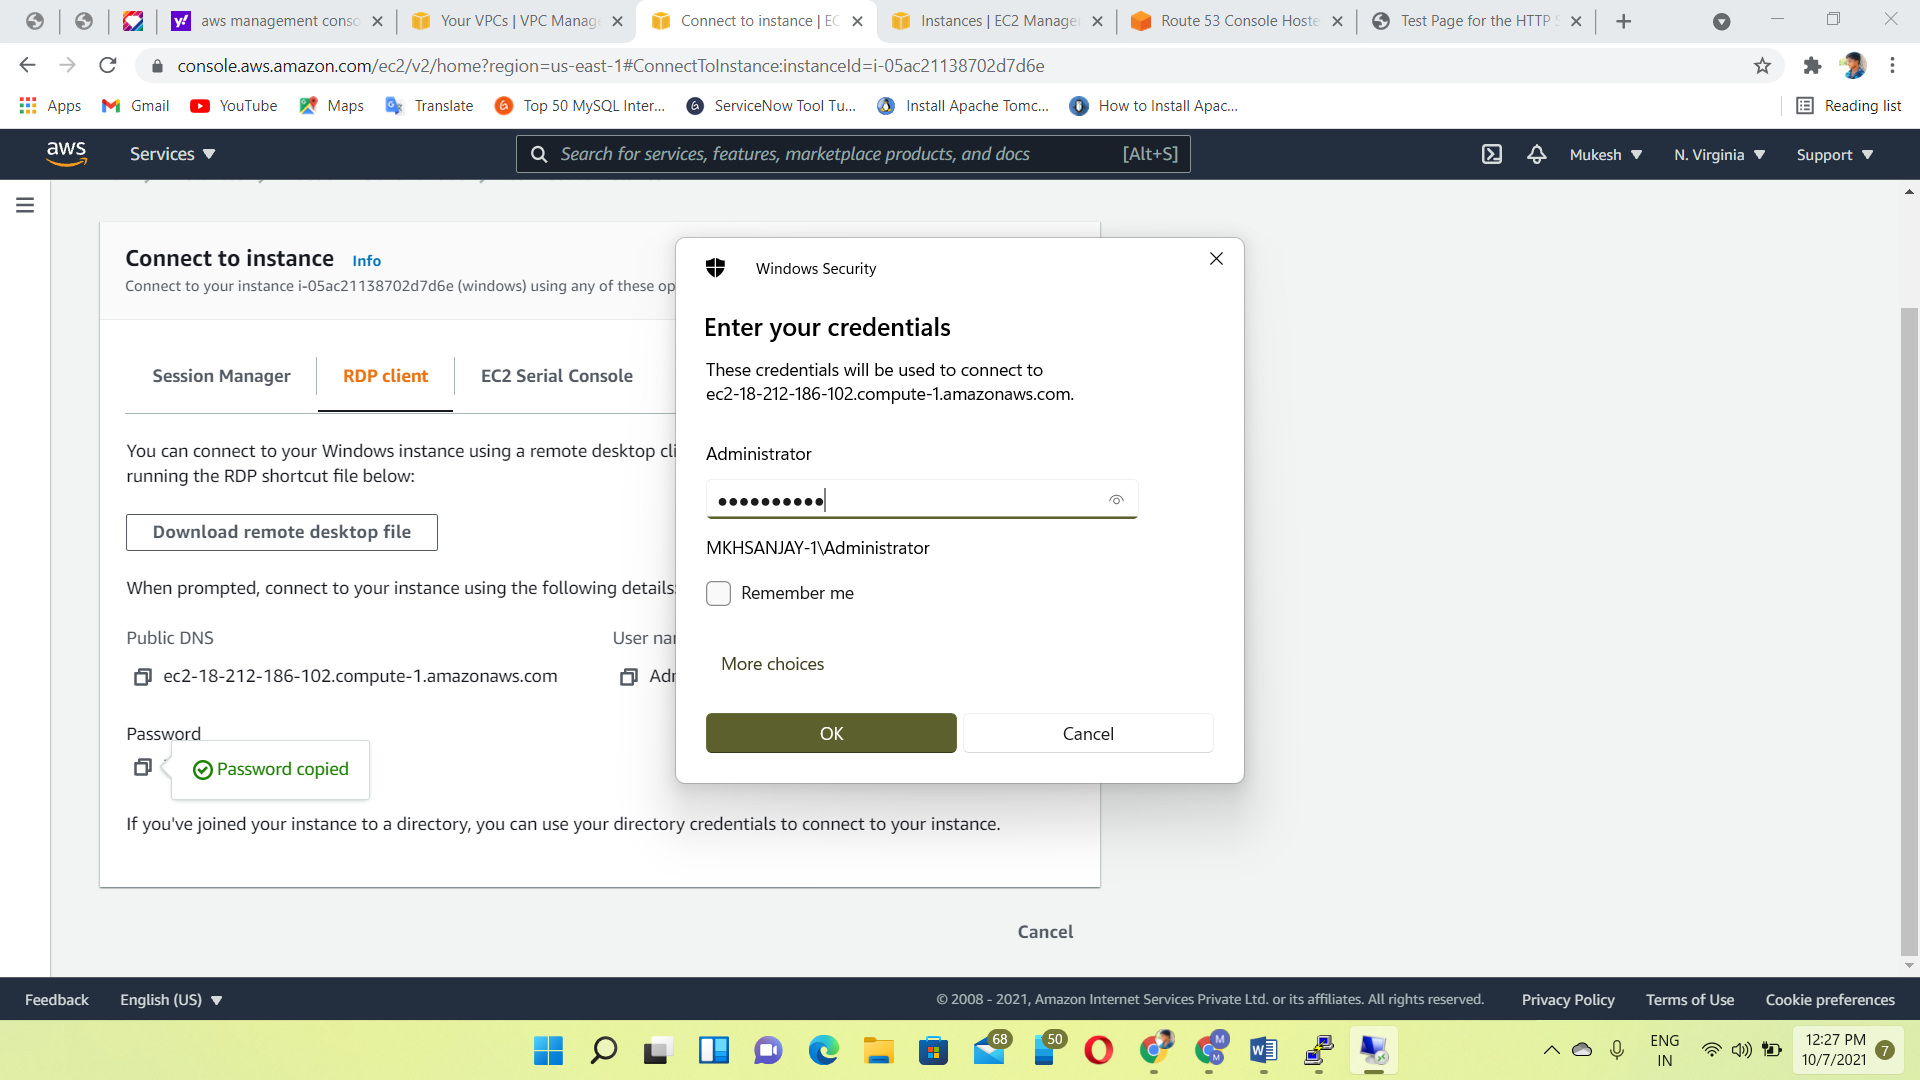 aws management conso
Your VPCs | VPC Manage
Connect to instance | EC
Instances | EC2 Manage
Route 53 Console Hoste
Test Page for the HTTP S
console.aws.amazon.com/ec2/v2/home?region=us-east-1#ConnectToInstance:instanceId=i-05ac21138702d7d6e
Apps
Gmail
YouTube
Maps
Translate
Top 50 MySQL Inter...
ServiceNow Tool Tu...
Install Apache Tomc...
How to Install Apac...
Reading list
aws
Services
Search for services, features, marketplace products, and docs [Alt+S]
Mukesh
N. Virginia
Support
Connect to instance Info
Connect to your instance i-05ac21138702d7d6e (windows) using any of these op
Session Manager
RDP client
EC2 Serial Console
You can connect to your Windows instance using a remote desktop cli
running the RDP shortcut file below:
Download remote desktop file
When prompted, connect to your instance using the following details:
Public DNS
User nam
ec2-18-212-186-102.compute-1.amazonaws.com
Adm
Password
Password copied
If you've joined your instance to a directory, you can use your directory credentials to connect to your instance.
Cancel
Windows Security
Enter your credentials
These credentials will be used to connect to
ec2-18-212-186-102.compute-1.amazonaws.com.
Administrator
●●●●●●●●●●
MKHSANJAY-1\Administrator
Remember me
More choices
OK
Cancel
Feedback
English (US)
© 2008 - 2021, Amazon Internet Services Private Ltd. or its affiliates. All rights reserved.
Privacy Policy
Terms of Use
Cookie preferences
68
50
ENG
IN
12:27 PM
10/7/2021
7